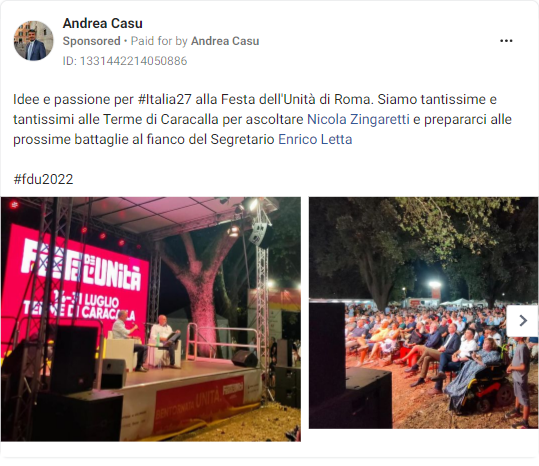 Andrea Casu
Sponsored • Paid for by Andrea Casu
ID: 1331442214050886
Idee e passione per #Italia27 alla Festa dell'Unità di Roma. Siamo tantissime e
tantissimi alle Terme di Caracalla per ascoltare Nicola Zingaretti e prepararci alle
prossime battaglie al fianco del Segretario Enrico Letta
#fdu2022
DE
L'UNITÀ
31 LUGLIO
TERME DI CARACALLA
UNITÀ